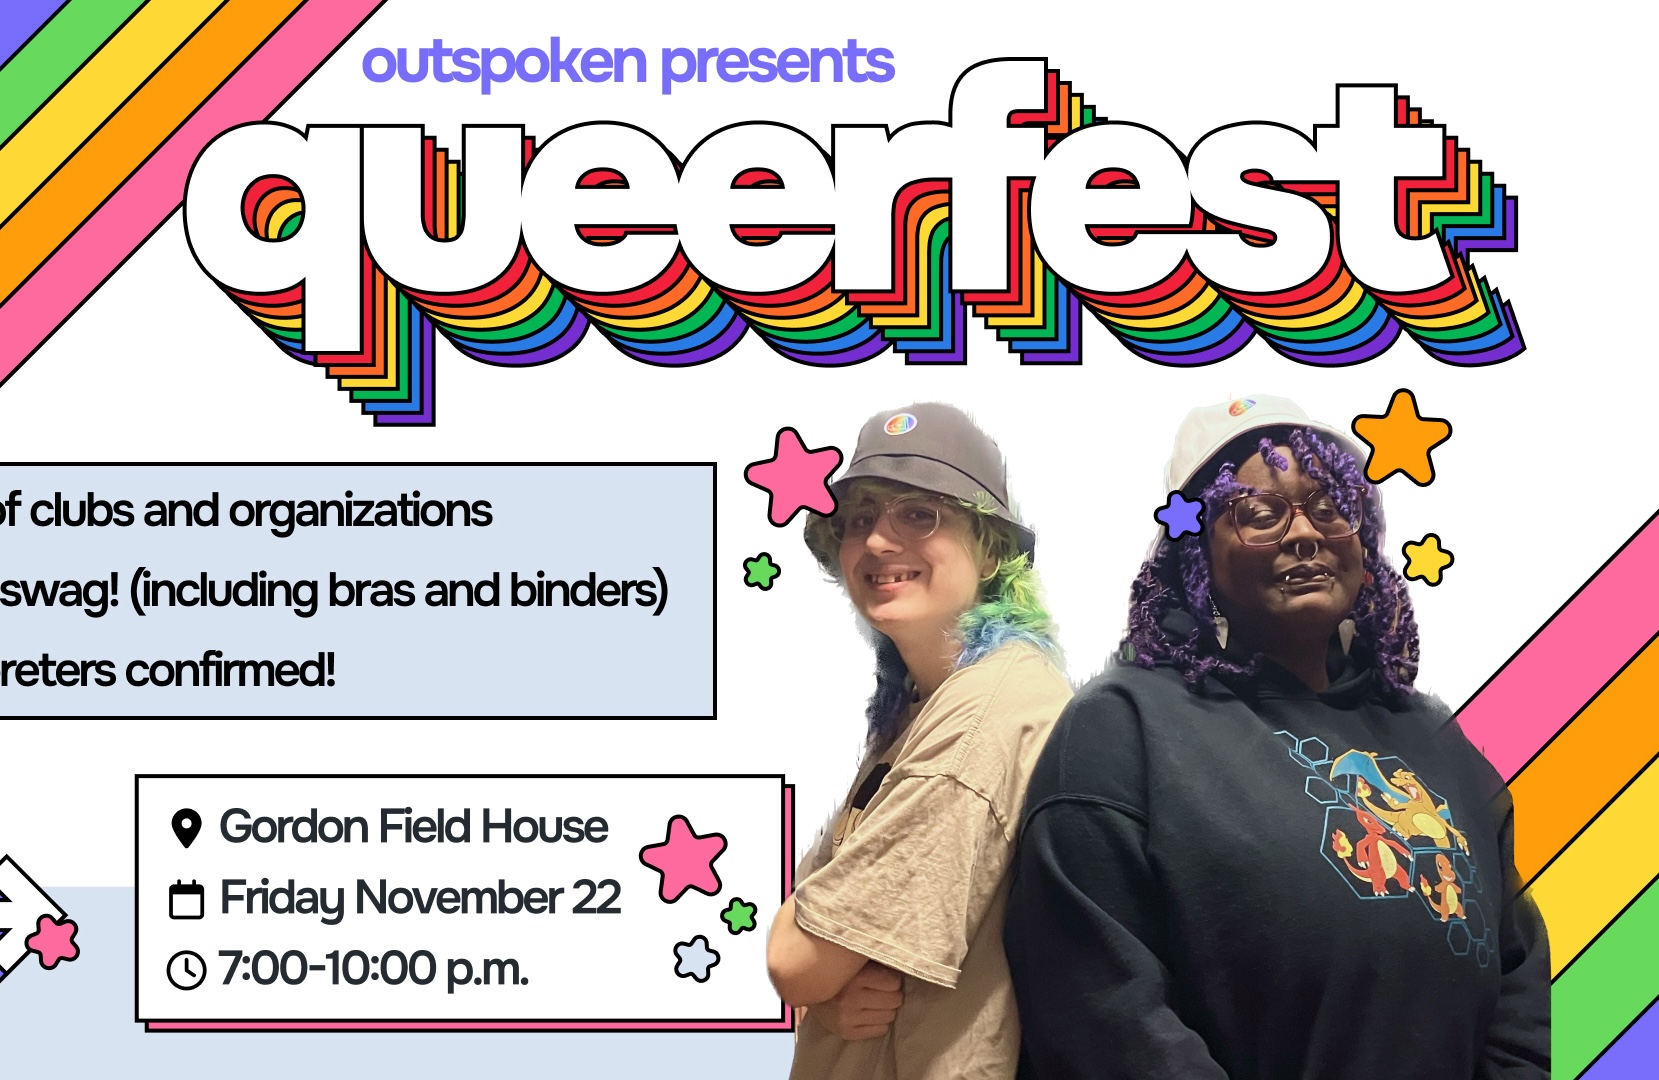 outspoken presents
queerfest
of clubs and organizations
swag! (including bras and binders)
reters confirmed!
Gordon Field House
Friday November 22
7:00-10:00 p.m.